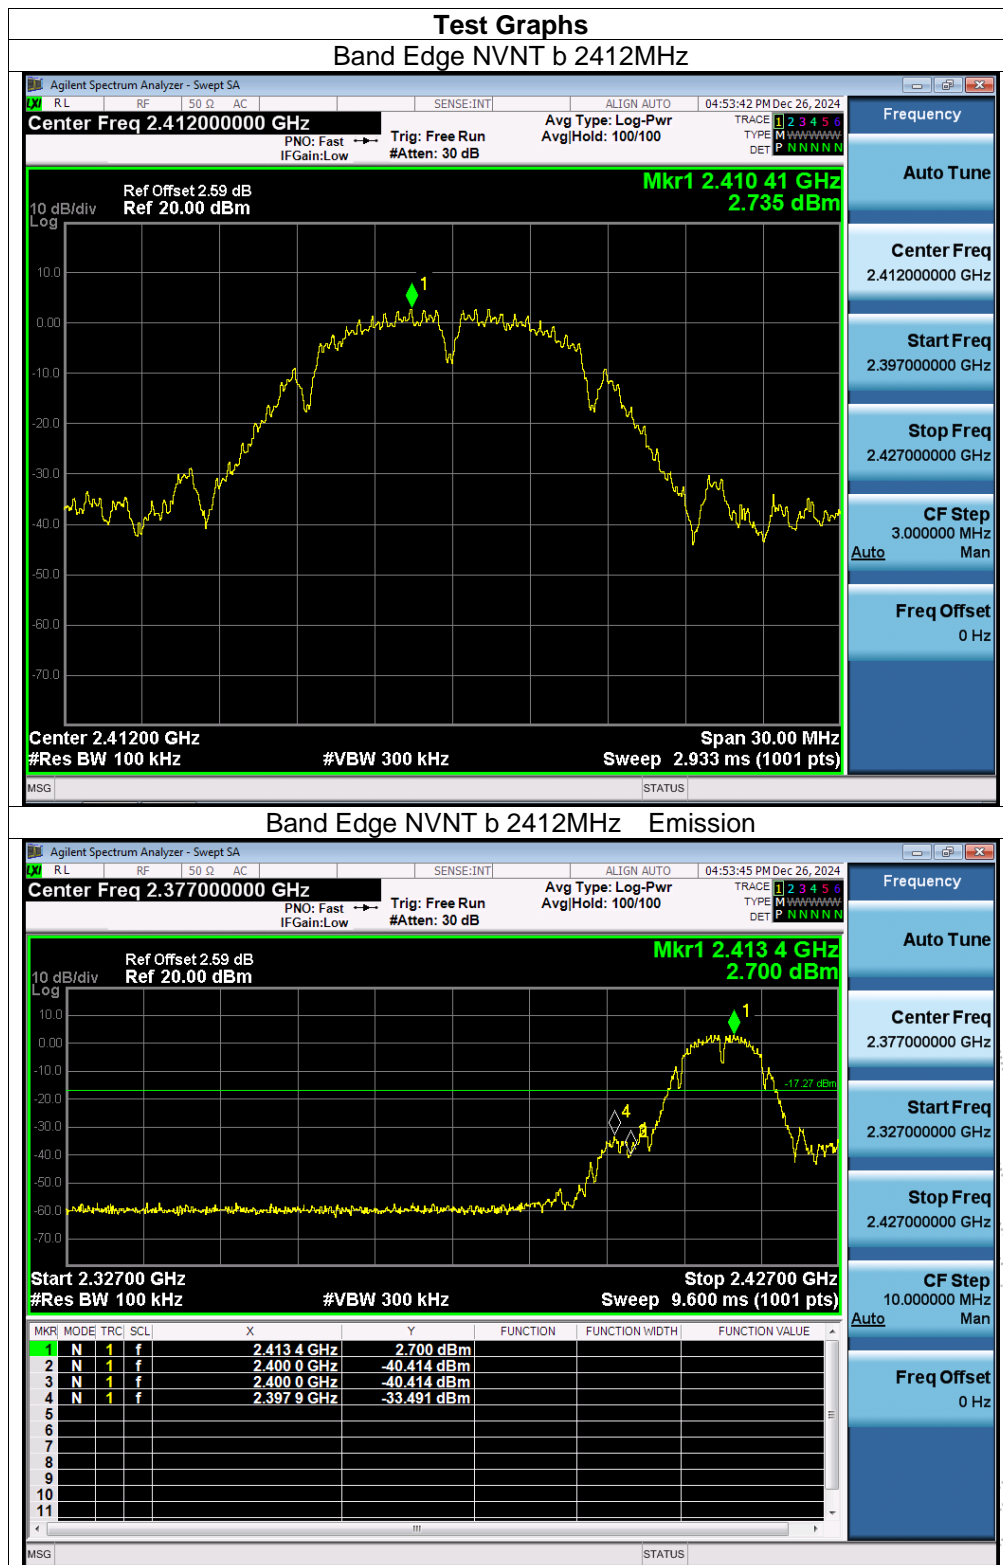 Test Graphs
Band Edge NVNT b 2412MHz
Agilent Spectrum Analyzer - Swept SA
LXI RL RF 50 Ω AC SENSE:INT ALIGN AUTO 04:53:42 PM Dec 26, 2024
Center Freq 2.412000000 GHz
PNO: Fast
IFGain:Low
Trig: Free Run
#Atten: 30 dB
Avg Type: Log-Pwr
Avg|Hold: 100/100
TRACE 1 2 3 4 5 6
TYPE M WWWWW
DET P N N N N N
Frequency
Auto Tune
Center Freq
2.412000000 GHz
Start Freq
2.397000000 GHz
Stop Freq
2.427000000 GHz
CF Step
3.000000 MHz
Auto Man
Freq Offset
0 Hz
Mkr1 2.410 41 GHz
2.735 dBm
Ref Offset 2.59 dB
10 dB/div Ref 20.00 dBm
Log
10.0
0.00
-10.0
-20.0
-30.0
-40.0
-50.0
-60.0
-70.0
1
Center 2.41200 GHz Span 30.00 MHz
#Res BW 100 kHz #VBW 300 kHz Sweep 2.933 ms (1001 pts)
MSG STATUS
Band Edge NVNT b 2412MHz Emission
Agilent Spectrum Analyzer - Swept SA
LXI RL RF 50 Ω AC SENSE:INT ALIGN AUTO 04:53:45 PM Dec 26, 2024
Center Freq 2.377000000 GHz
PNO: Fast
IFGain:Low
Trig: Free Run
#Atten: 30 dB
Avg Type: Log-Pwr
Avg|Hold: 100/100
TRACE 1 2 3 4 5 6
TYPE M WWWWW
DET P N N N N N
Frequency
Auto Tune
Center Freq
2.377000000 GHz
Start Freq
2.327000000 GHz
Stop Freq
2.427000000 GHz
CF Step
10.000000 MHz
Auto Man
Freq Offset
0 Hz
Mkr1 2.413 4 GHz
2.700 dBm
Ref Offset 2.59 dB
10 dB/div Ref 20.00 dBm
Log
10.0
0.00
-10.0
-20.0
-30.0
-40.0
-50.0
-60.0
-70.0
1
-17.27 dBm
4
Start 2.32700 GHz Stop 2.42700 GHz
#Res BW 100 kHz #VBW 300 kHz Sweep 9.600 ms (1001 pts)
MKR MODE TRC SCL X Y FUNCTION FUNCTION WIDTH FUNCTION VALUE
1 N 1 f 2.413 4 GHz 2.700 dBm
2 N 1 f 2.400 0 GHz -40.414 dBm
3 N 1 f 2.400 0 GHz -40.414 dBm
4 N 1 f 2.397 9 GHz -33.491 dBm
5
6
7
8
9
10
11
MSG STATUS